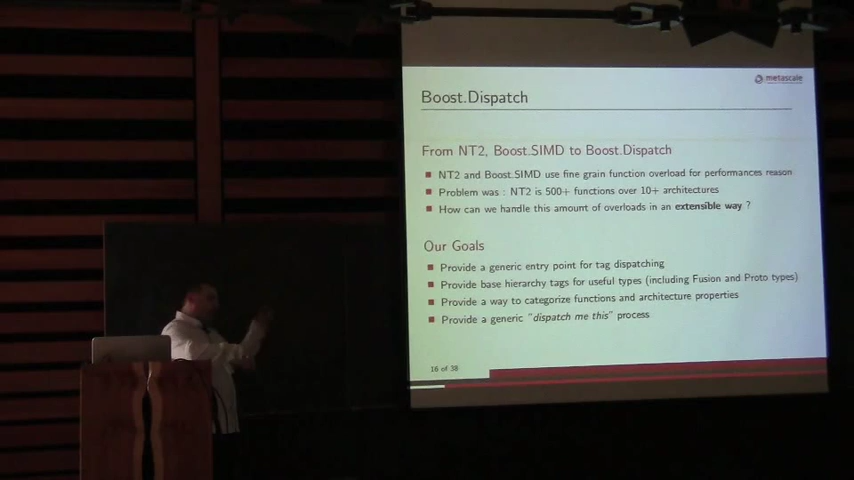 metascale
Boost.Dispatch
From NT2, Boost.SIMD to Boost.Dispatch
NT2 and Boost.SIMD use fine grain function overload for performances reason
Problem was : NT2 is 500+ functions over 10+ architectures
How can we handle this amount of overloads in an extensible way ?
Our Goals
Provide a generic entry point for tag dispatching
Provide base hierarchy tags for useful types (including Fusion and Proto types)
Provide a way to categorize functions and architecture properties
Provide a generic "dispatch me this" process
16 of 38